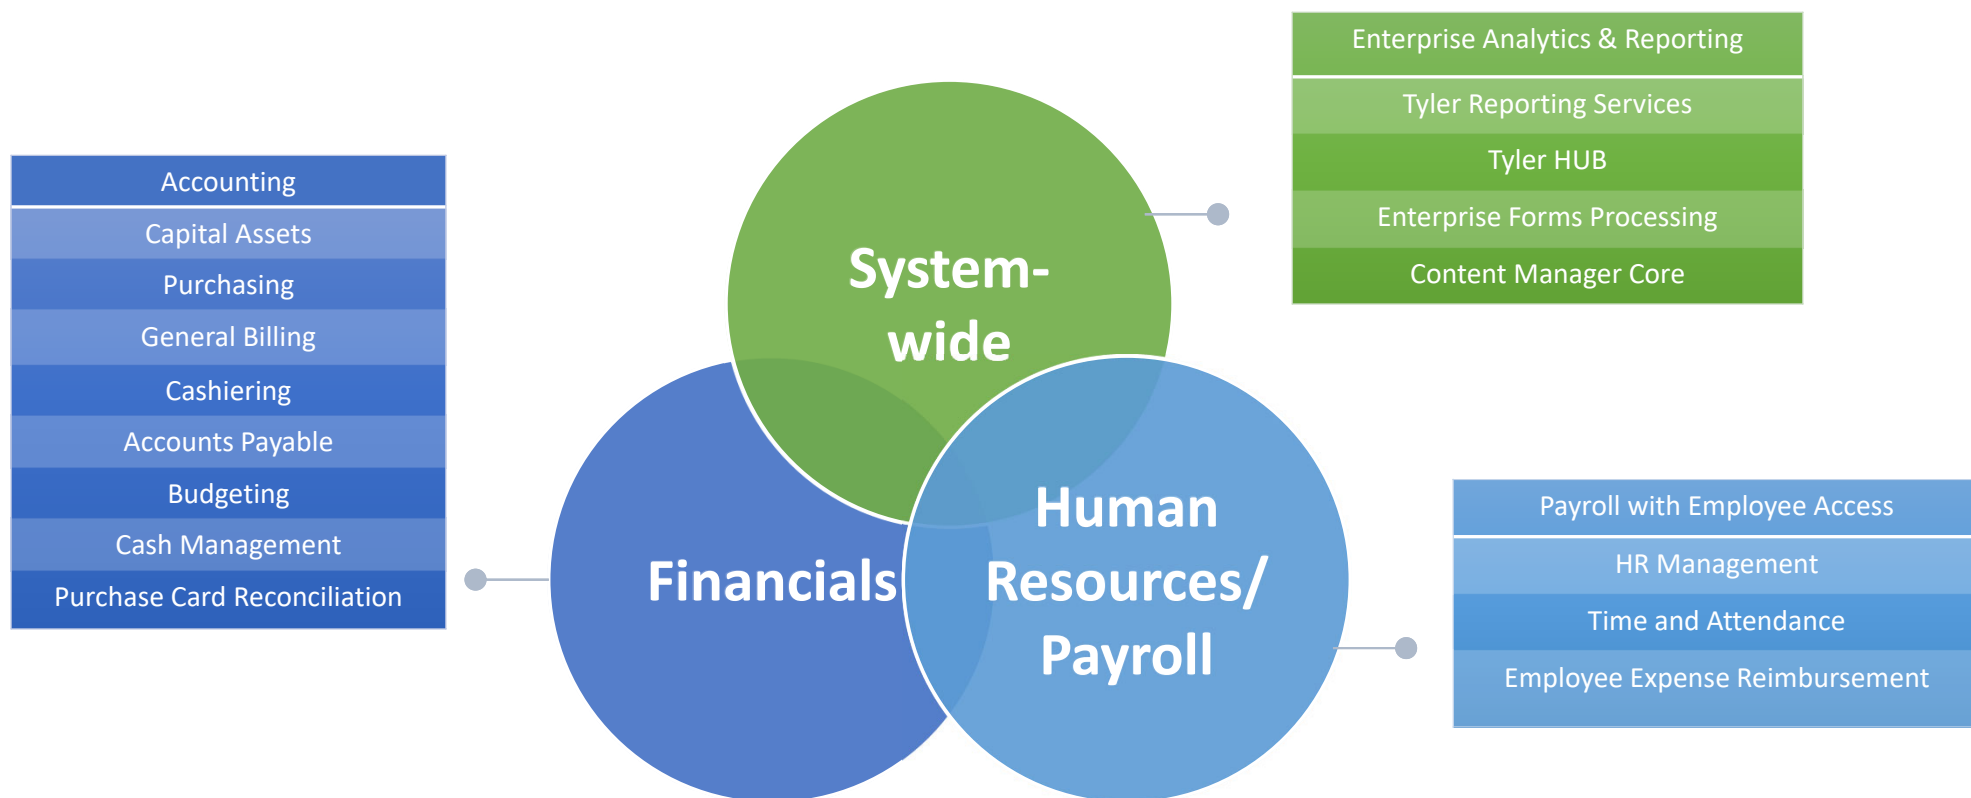 Accounting
Capital Assets
Purchasing
General Billing
Cashiering
Accounts Payable
Budgeting
Cash Management
Purchase Card Reconciliation
System-
wide
Financials
Human
Resources/
Payroll
Enterprise Analytics & Reporting
Tyler Reporting Services
Tyler HUB
Enterprise Forms Processing
Content Manager Core
Payroll with Employee Access
HR Management
Time and Attendance
Employee Expense Reimbursement